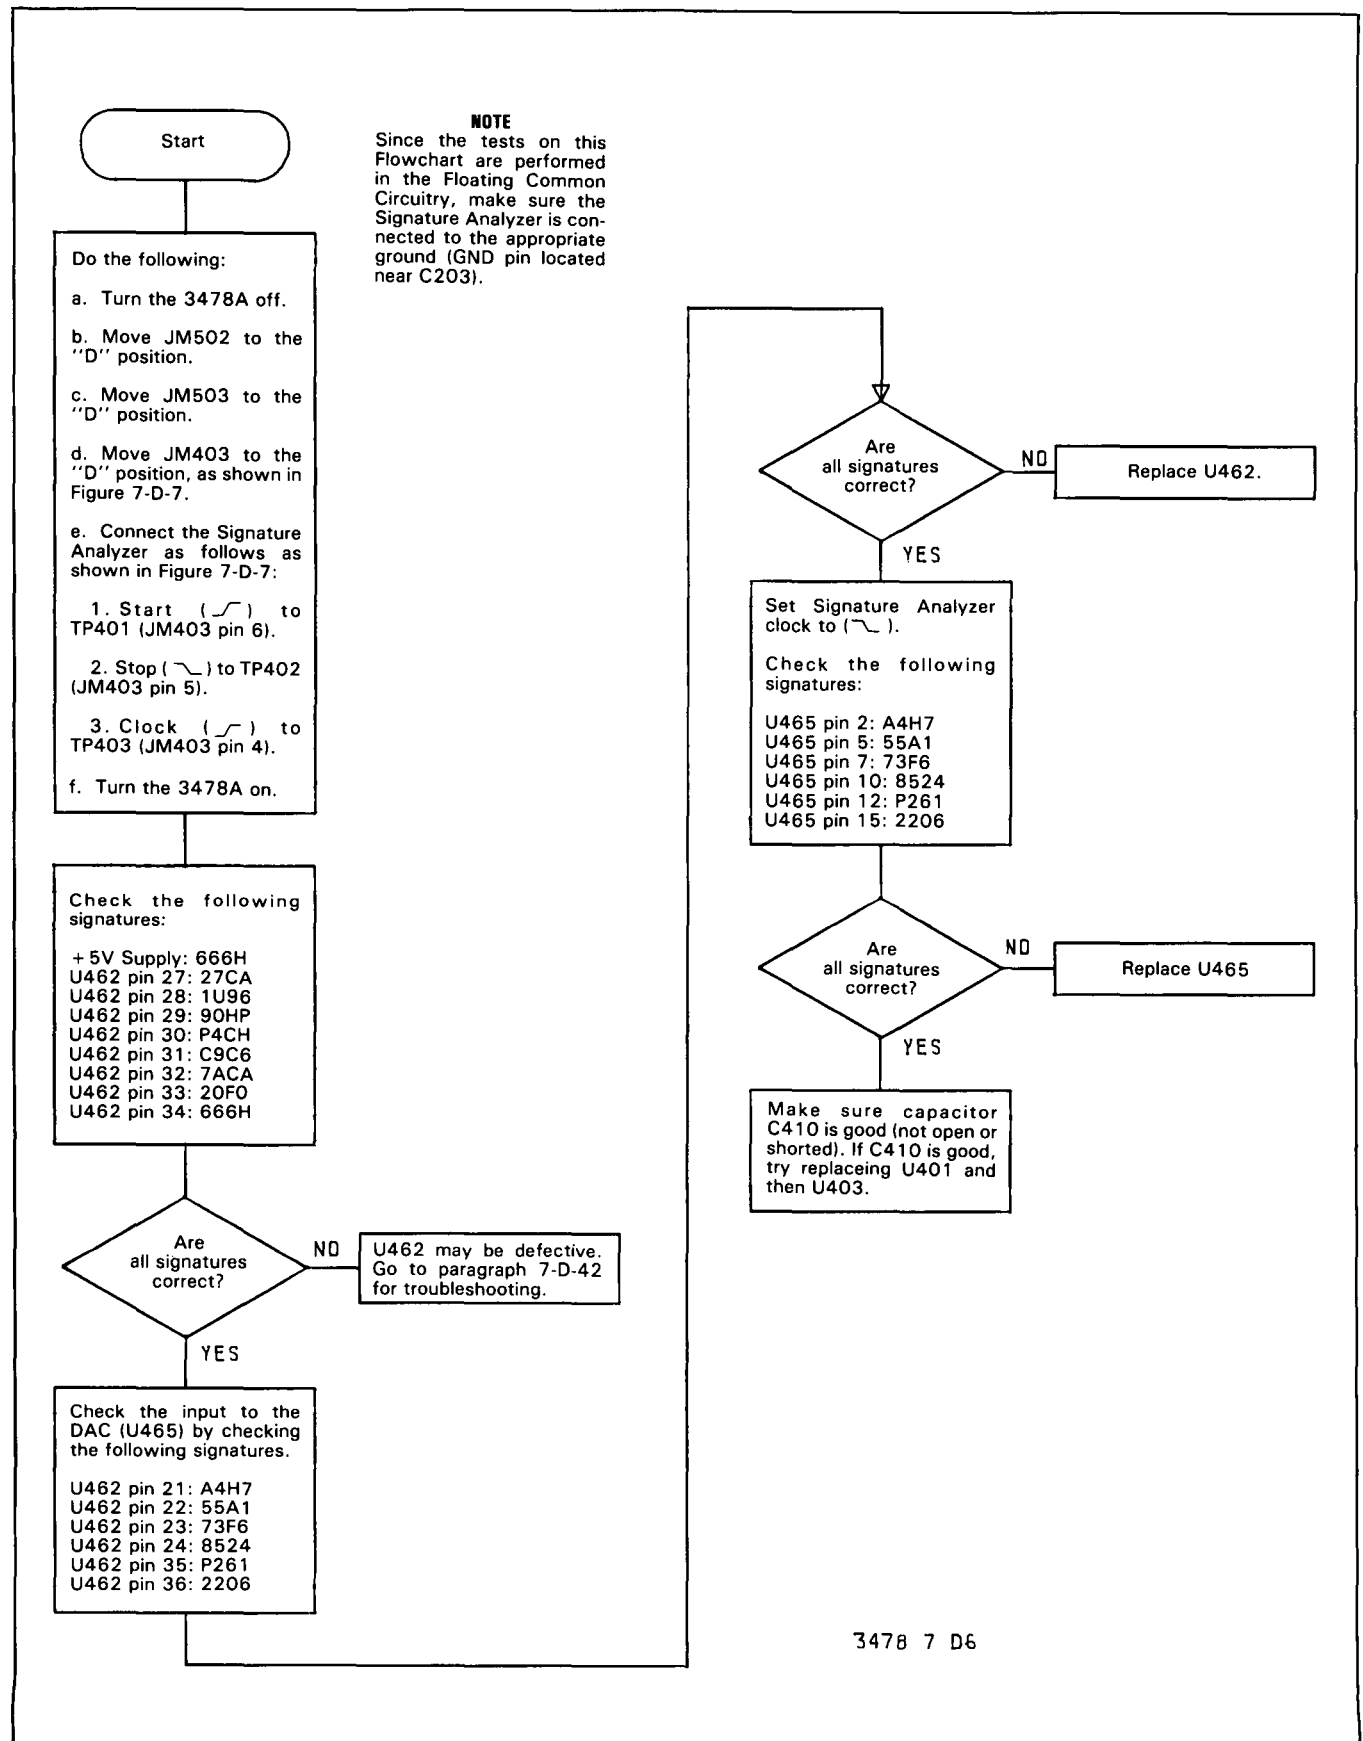 Start
NOTE
Since the tests on this
Flowchart are performed
in the Floating Common
Circuitry, make sure the
Signature Analyzer is con-
nected to the appropriate
ground (GND pin located
near C203).
Do the following:
a. Turn the 3478A off.
b. Move JM502 to the
"D" position.
c. Move JM503 to the
"D" position.
d. Move JM403 to the
"D" position, as shown in
Figure 7-D-7.
e. Connect the Signature
Analyzer as follows as
shown in Figure 7-D-7:
1. Start ( ) to
TP401 (JM403 pin 6).
2. Stop ( ) to TP402
(JM403 pin 5).
3. Clock ( ) to
TP403 (JM403 pin 4).
f. Turn the 3478A on.
Check the following
signatures:
+5V Supply: 666H
U462 pin 27: 27CA
U462 pin 28: 1U96
U462 pin 29: 90HP
U462 pin 30: P4CH
U462 pin 31: C9C6
U462 pin 32: 7ACA
U462 pin 33: 20F0
U462 pin 34: 666H
Are
all signatures
correct?
NO
U462 may be defective.
Go to paragraph 7-D-42
for troubleshooting.
YES
Check the input to the
DAC (U465) by checking
the following signatures.
U462 pin 21: A4H7
U462 pin 22: 55A1
U462 pin 23: 73F6
U462 pin 24: 8524
U462 pin 35: P261
U462 pin 36: 2206
Are
all signatures
correct?
NO
Replace U462.
YES
Set Signature Analyzer
clock to ( ).
Check the following
signatures:
U465 pin 2: A4H7
U465 pin 5: 55A1
U465 pin 7: 73F6
U465 pin 10: 8524
U465 pin 12: P261
U465 pin 15: 2206
Are
all signatures
correct?
NO
Replace U465
YES
Make sure capacitor
C410 is good (not open or
shorted). If C410 is good,
try replaceing U401 and
then U403.
3478 7 D6